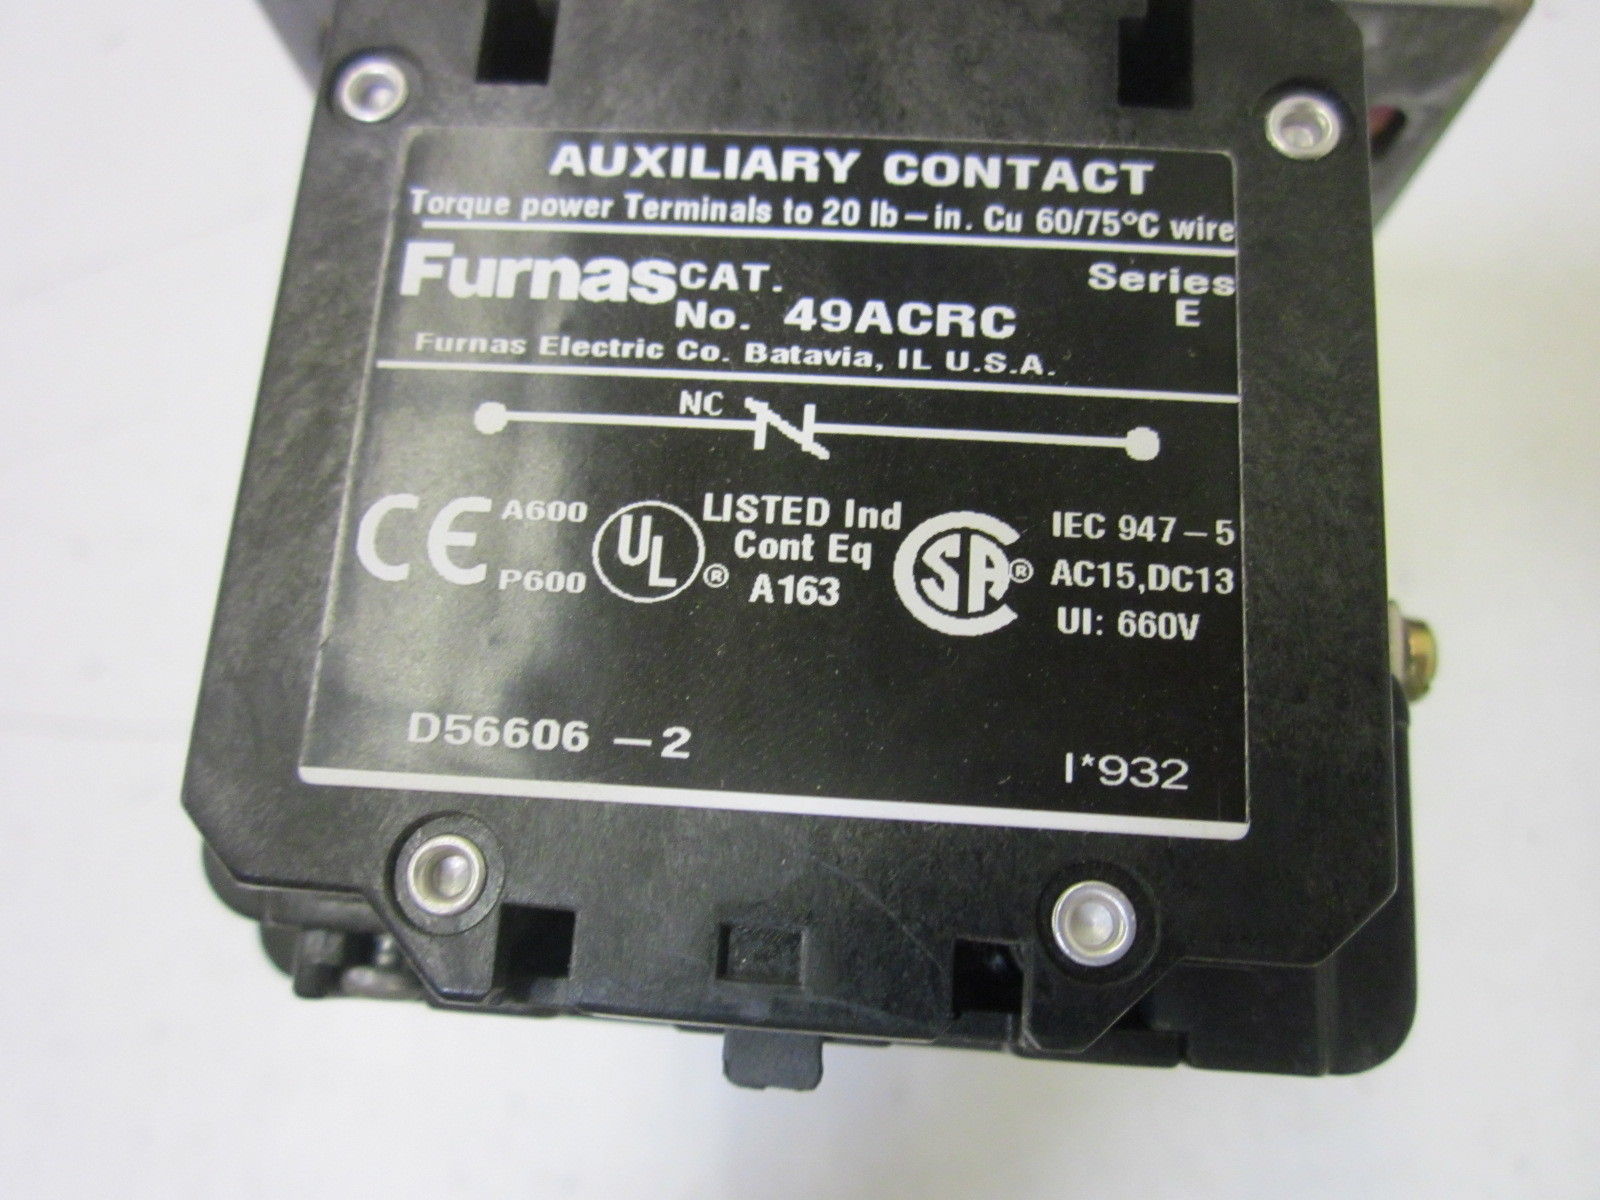 AUXILIARY CONTACT
Torque power Terminals to 20 lb-in. Cu 60/75°C wire
Furnas CAT. No. 49ACRC
Series E
Furnas Electric Co. Batavia, IL U.S.A.
NC
CE A600
P600
UL ®
LISTED Ind
Cont Eq
A163
CSA ®
IEC 947-5
AC15,DC13
UI: 660V
D56606 -2
I*932